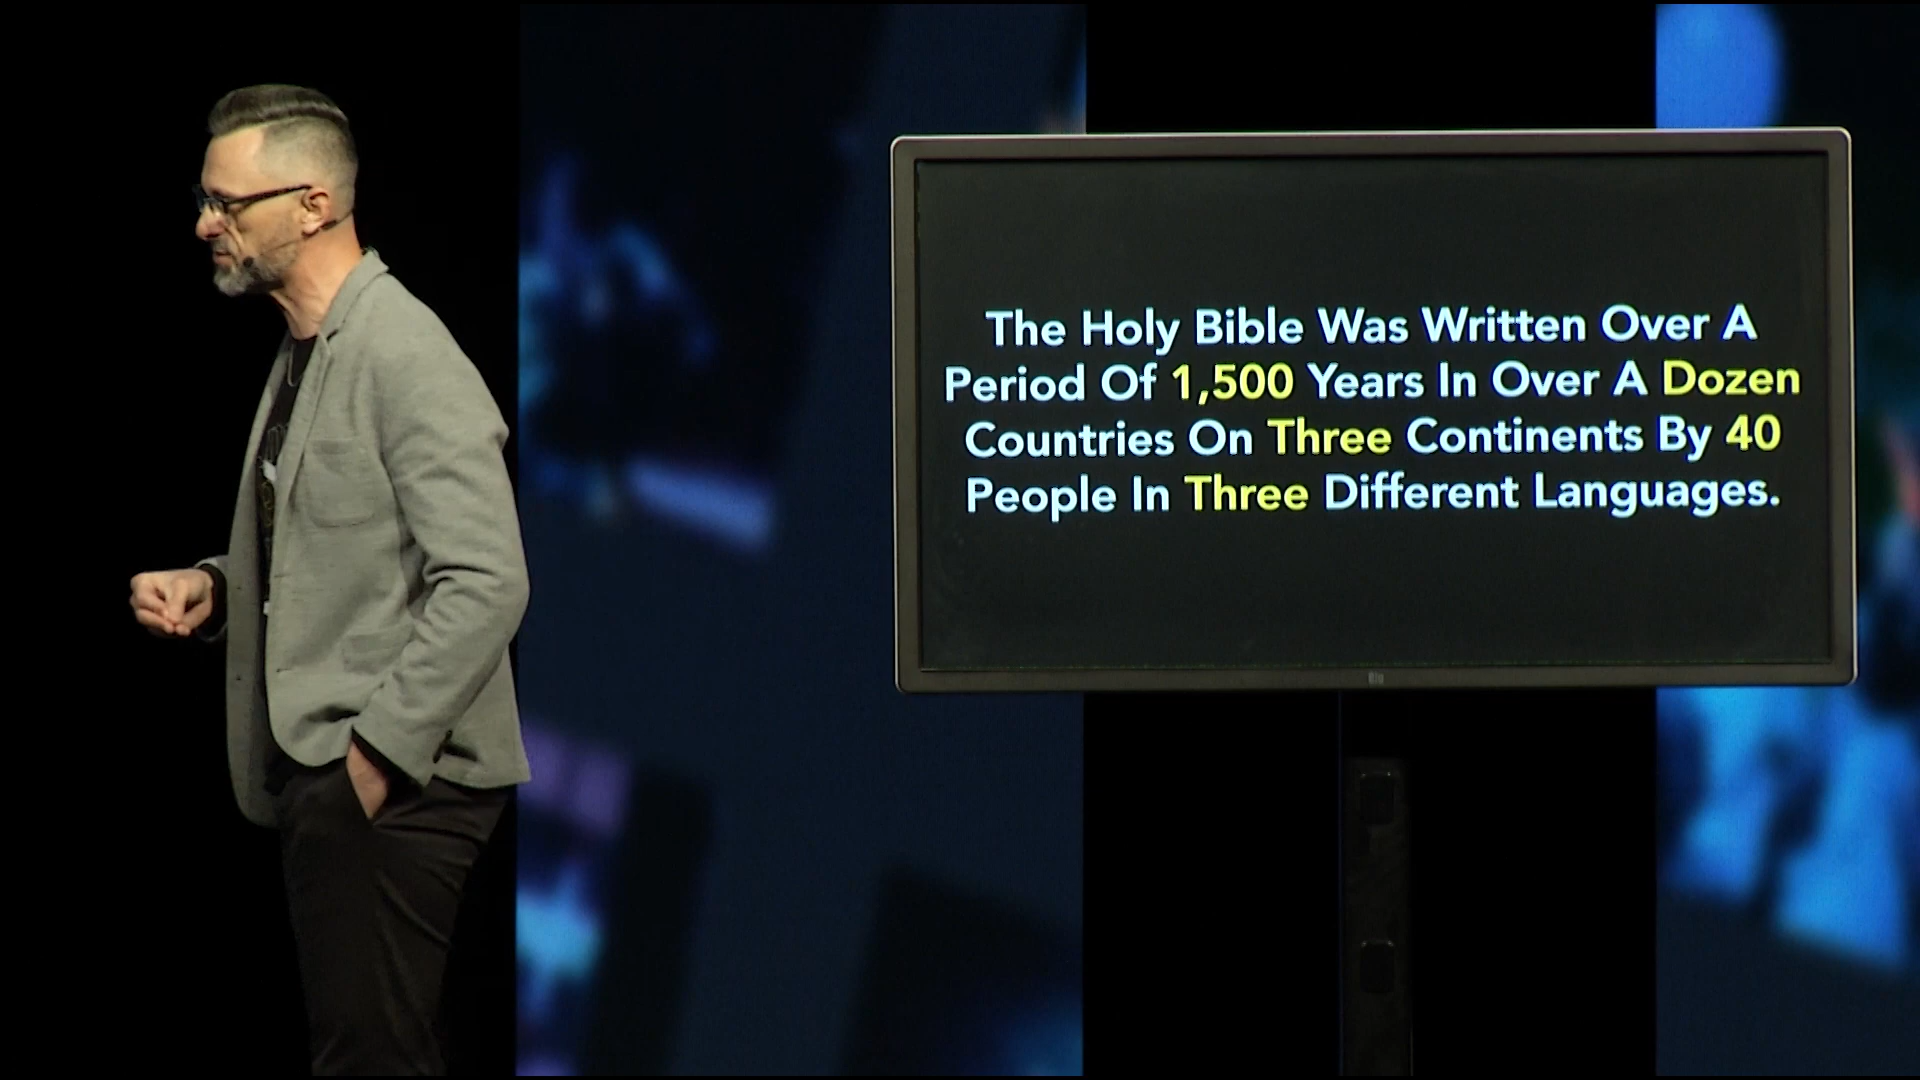 The Holy Bible Was Written Over A
Period Of 1,500 Years In Over A Dozen
Countries On Three Continents By 40
People In Three Different Languages.